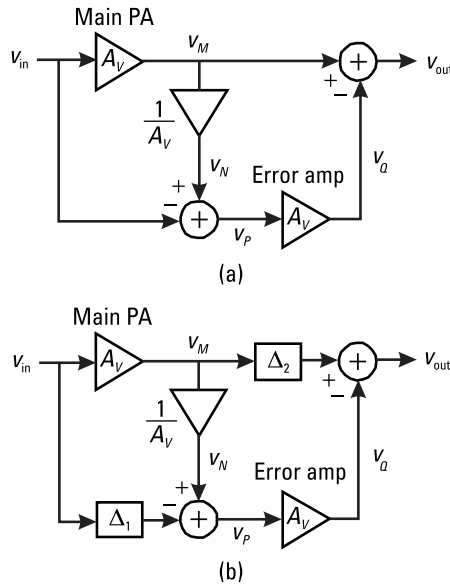 Main PA
v_in
A_V
v_M
+
−
+
v_out
1/A_V
v_N
Error amp
v_Q
+
−
+
v_P
A_V
(a)
Main PA
v_in
A_V
v_M
Δ_2
+
−
+
v_out
1/A_V
v_N
Error amp
v_Q
Δ_1
+
−
+
v_P
A_V
(b)